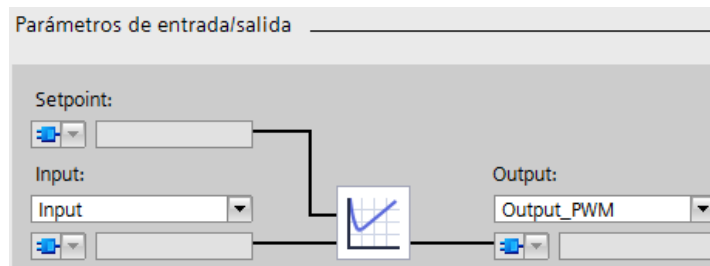 Parámetros de entrada/salida
Setpoint:
Input:
Output:
Input
Output_PWM